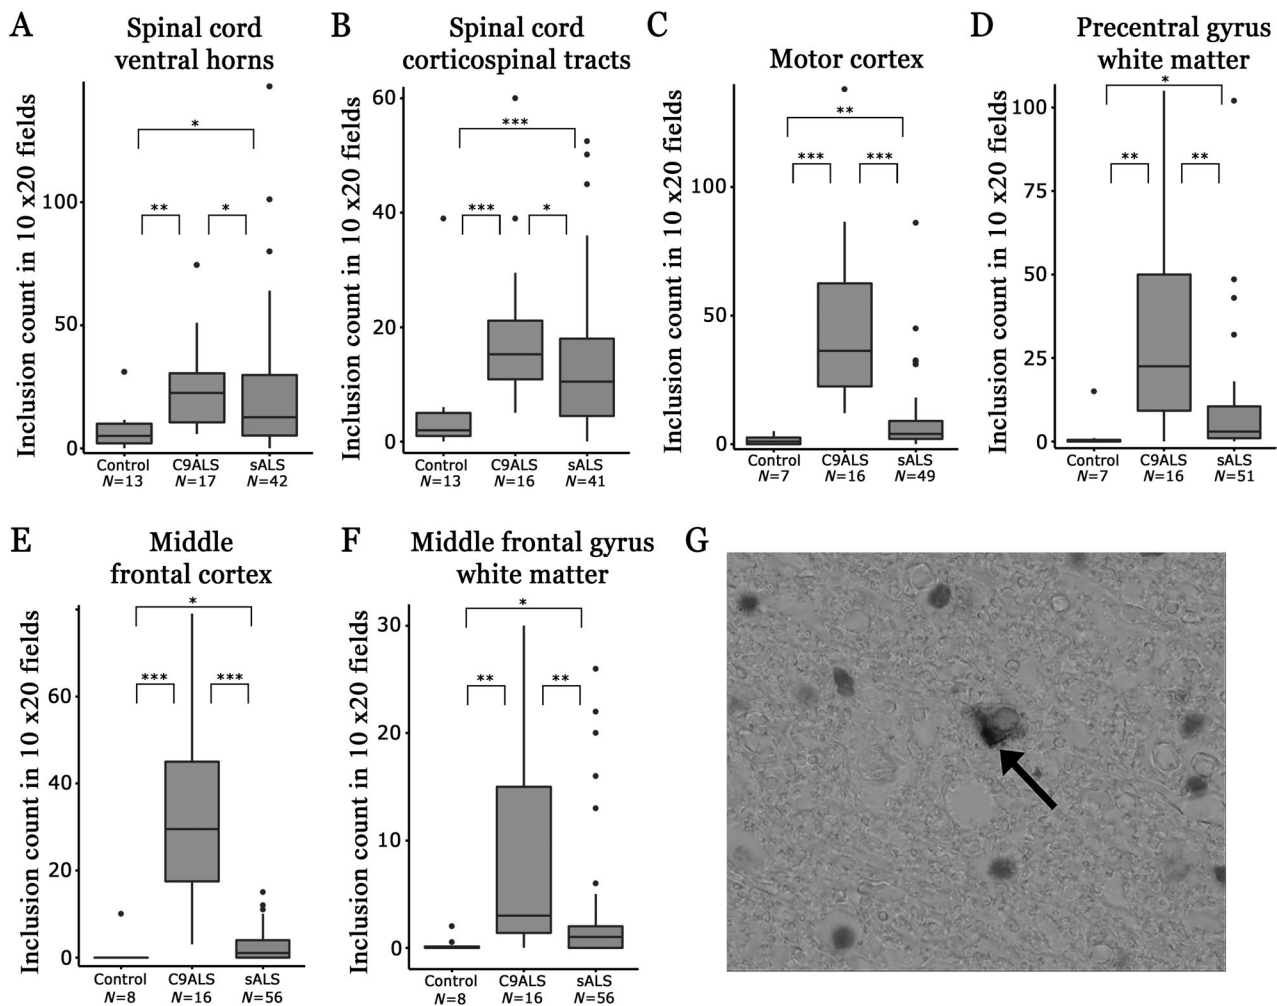 A
Spinal cord
ventral horns
Inclusion count in 10 x20 fields
100
50
0
*
**
*
Control
N=13
C9ALS
N=17
sALS
N=42
B
Spinal cord
corticospinal tracts
Inclusion count in 10 x20 fields
60
40
20
0
***
***
*
Control
N=13
C9ALS
N=16
sALS
N=41
C
Motor cortex
Inclusion count in 10 x20 fields
100
50
0
**
***
***
Control
N=7
C9ALS
N=16
sALS
N=49
D
Precentral gyrus
white matter
Inclusion count in 10 x20 fields
100
75
50
25
0
*
**
**
Control
N=7
C9ALS
N=16
sALS
N=51
E
Middle
frontal cortex
Inclusion count in 10 x20 fields
60
40
20
0
*
***
***
Control
N=8
C9ALS
N=16
sALS
N=56
F
Middle frontal gyrus
white matter
Inclusion count in 10 x20 fields
30
20
10
0
*
**
**
Control
N=8
C9ALS
N=16
sALS
N=56
G